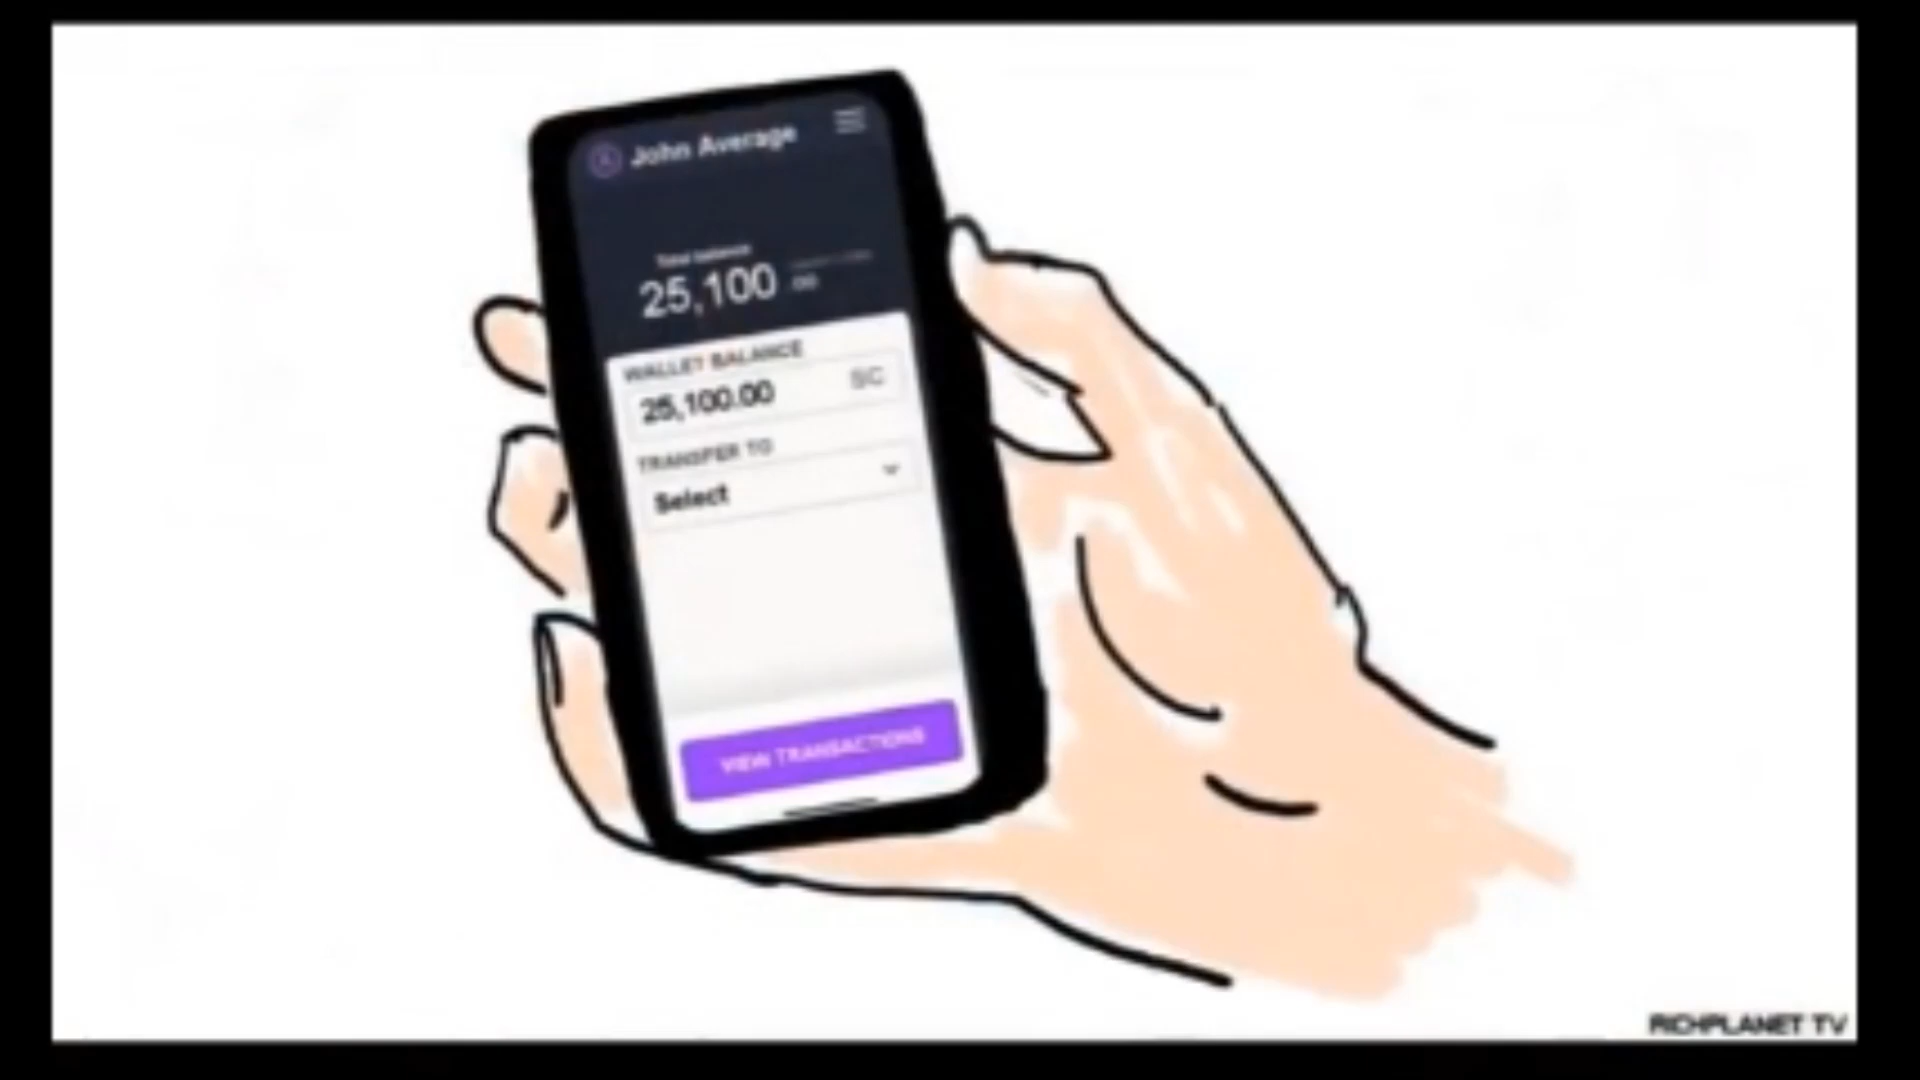 John Average
Total balance
25,100 .00
WALLET BALANCE
25,100.00 SC
TRANSFER TO
Select
VIEW TRANSACTIONS
RICHPLANET TV